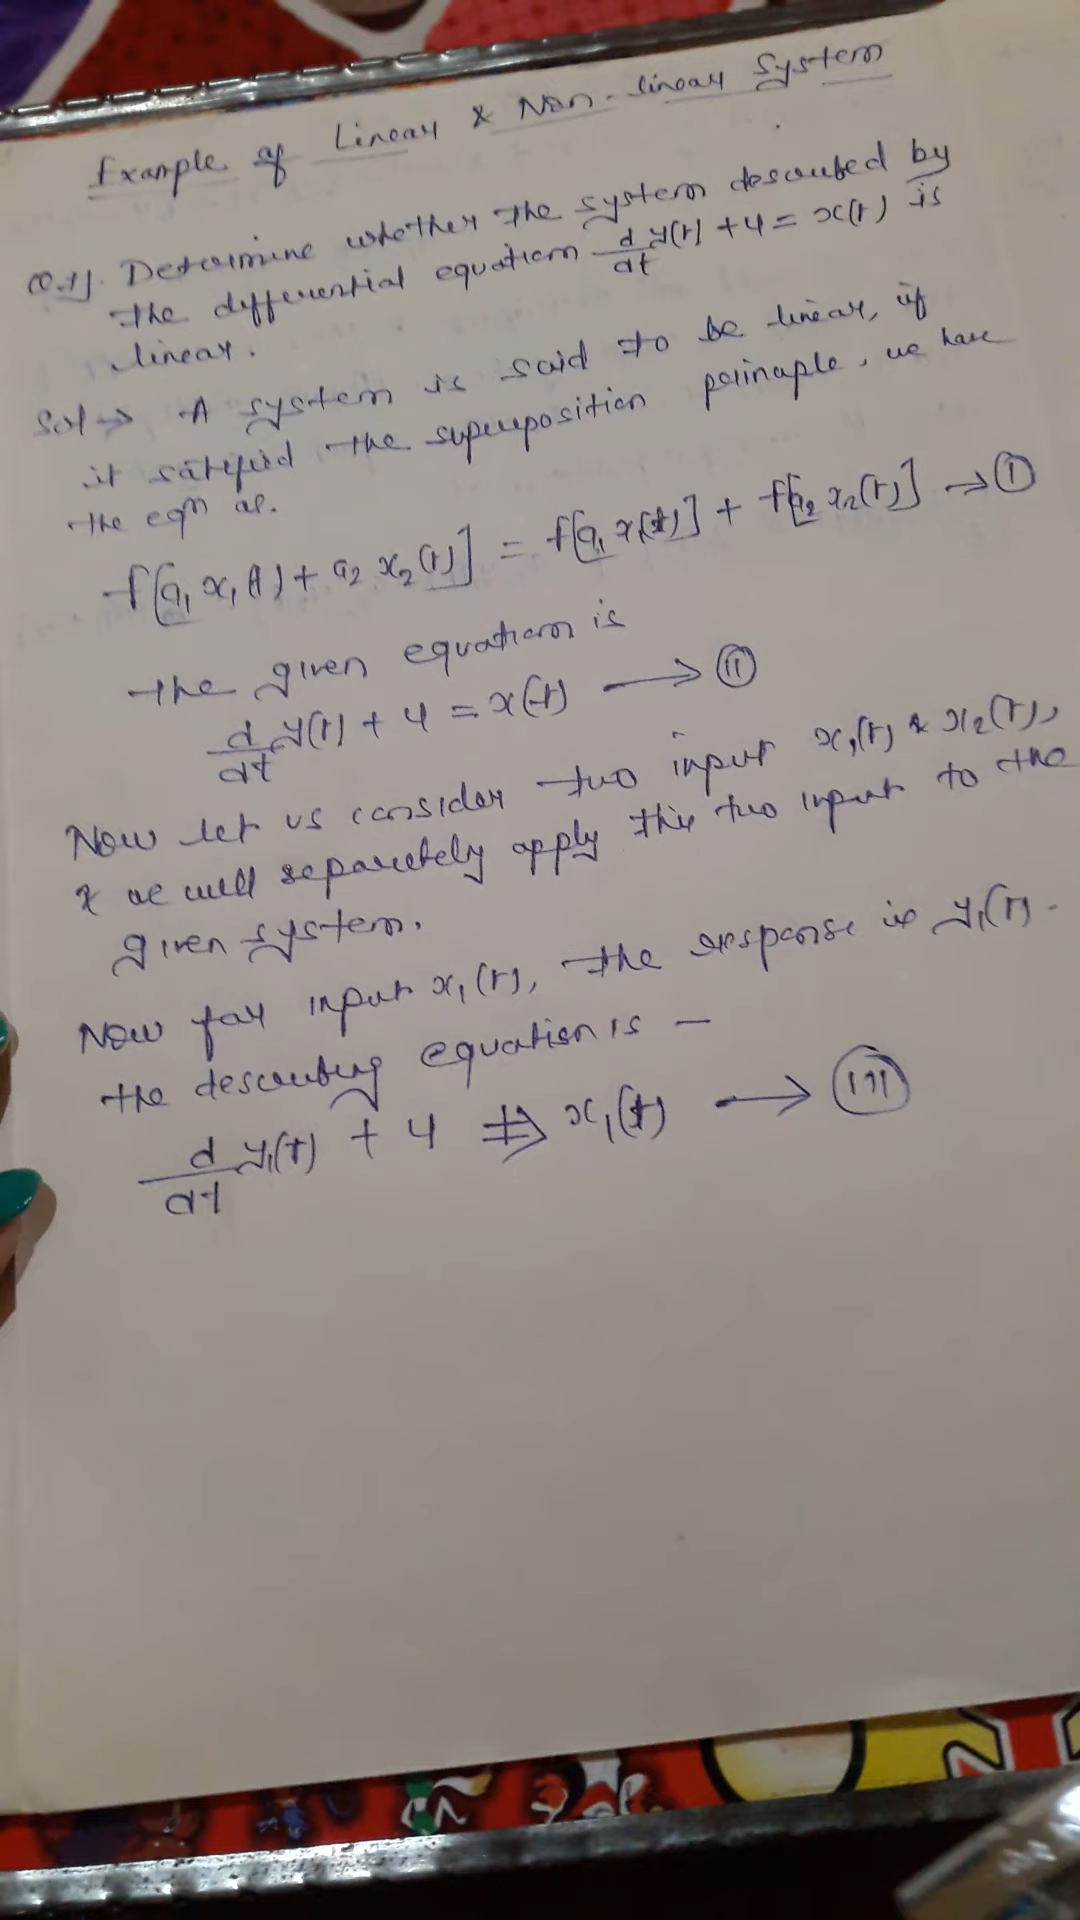 Example of Linear & Non-linear System
Q.1]. Determine whether the system described by
the differential equation d/dt y(t) + 4 = x(t) is
linear.
Sol → A system is said to be linear, if
it satisfied the superposition principle, we have
the eqn as.
f[a1 x1(t) + a2 x2(t)] = f[a1 x1(t)] + f[a2 x2(t)] → (I)
the given equation is
d/dt y(t) + 4 = x(t) → (II)
Now let us consider two input x1(t) & x2(t),
& we will separately apply this two input to the
given system.
Now for input x1(t), the response is y1(t).
the describing equation is –
d/dt y1(t) + 4 ⇒ x1(t) → (III)